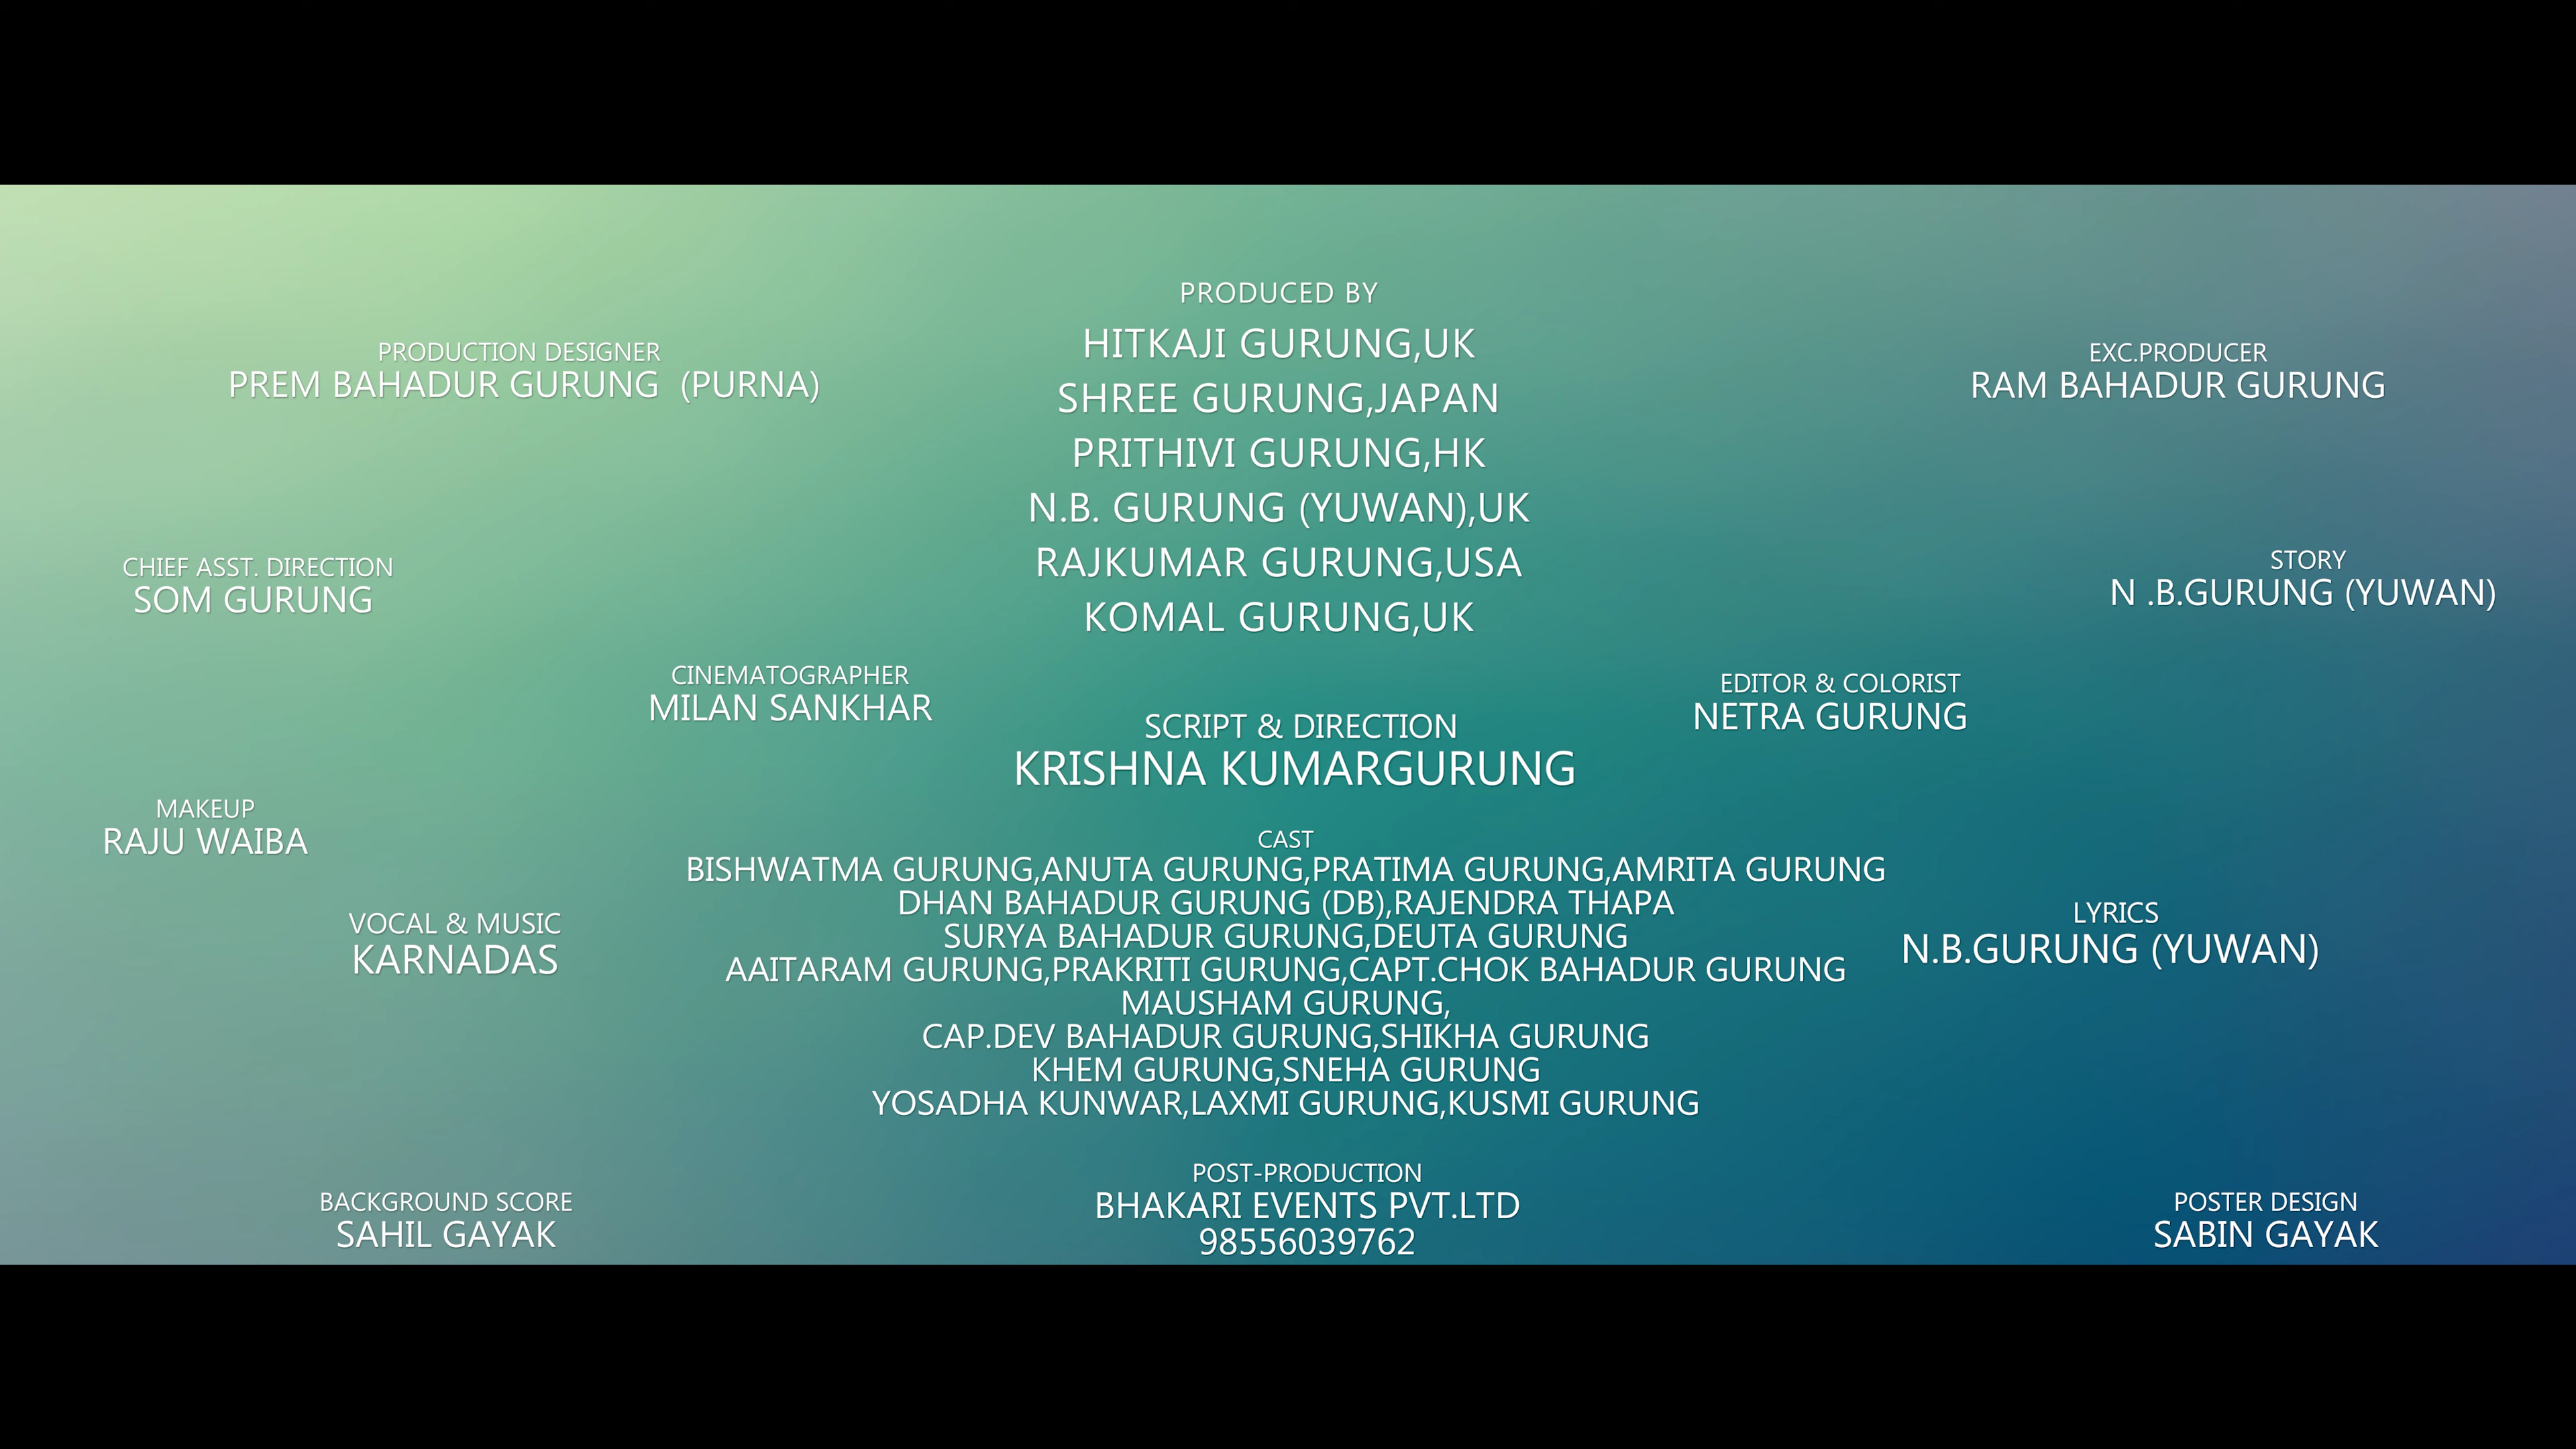 PRODUCED BY
HITKAJI GURUNG,UK
SHREE GURUNG,JAPAN
PRITHIVI GURUNG,HK
N.B. GURUNG (YUWAN),UK
RAJKUMAR GURUNG,USA
KOMAL GURUNG,UK
PRODUCTION DESIGNER
PREM BAHADUR GURUNG  (PURNA)
EXC.PRODUCER
RAM BAHADUR GURUNG
CHIEF ASST. DIRECTION
SOM GURUNG
STORY
N .B.GURUNG (YUWAN)
CINEMATOGRAPHER
MILAN SANKHAR
EDITOR & COLORIST
NETRA GURUNG
SCRIPT & DIRECTION
KRISHNA KUMARGURUNG
MAKEUP
RAJU WAIBA
CAST
BISHWATMA GURUNG,ANUTA GURUNG,PRATIMA GURUNG,AMRITA GURUNG
DHAN BAHADUR GURUNG (DB),RAJENDRA THAPA
SURYA BAHADUR GURUNG,DEUTA GURUNG
AAITARAM GURUNG,PRAKRITI GURUNG,CAPT.CHOK BAHADUR GURUNG
MAUSHAM GURUNG,
CAP.DEV BAHADUR GURUNG,SHIKHA GURUNG
KHEM GURUNG,SNEHA GURUNG
YOSADHA KUNWAR,LAXMI GURUNG,KUSMI GURUNG
VOCAL & MUSIC
KARNADAS
LYRICS
N.B.GURUNG (YUWAN)
BACKGROUND SCORE
SAHIL GAYAK
POST-PRODUCTION
BHAKARI EVENTS PVT.LTD
98556039762
POSTER DESIGN
SABIN GAYAK